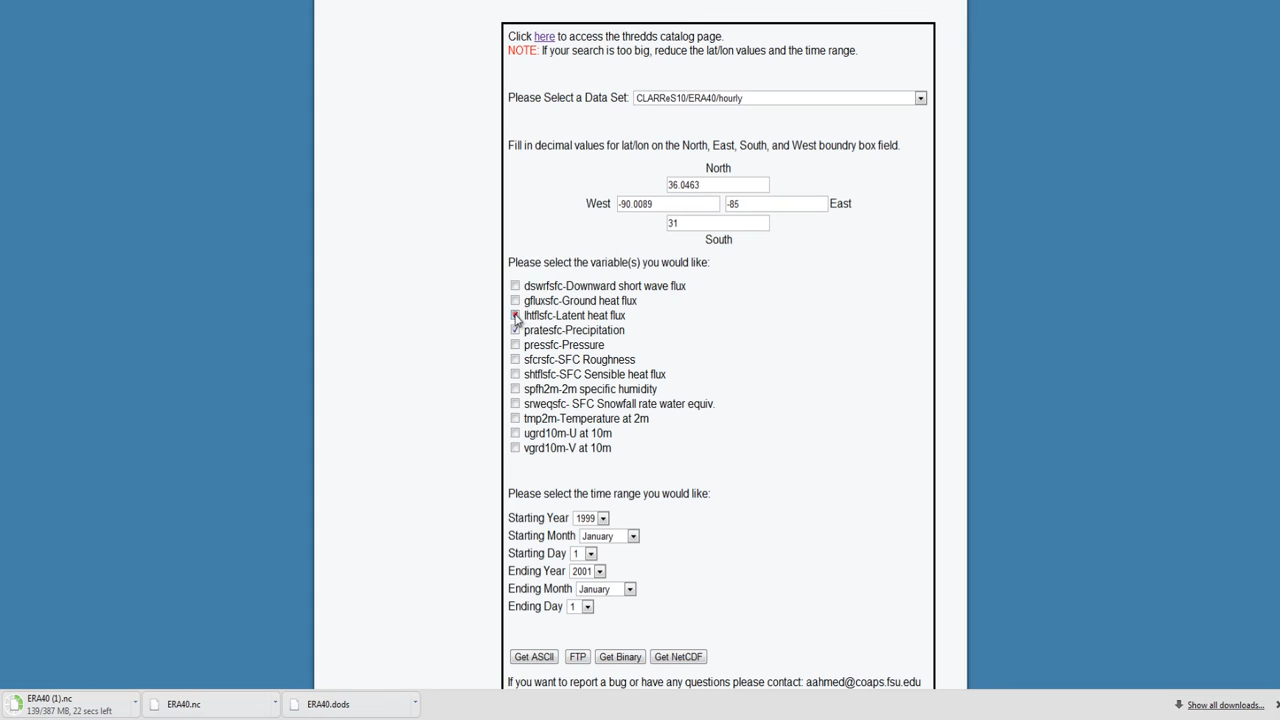 Click here to access the thredds catalog page.
NOTE: If your search is too big, reduce the lat/lon values and the time range.
Please Select a Data Set: CLARReS10/ERA40/hourly
Fill in decimal values for lat/lon on the North, East, South, and West boundry box field.
North
36.0463
West -90.0089 -85 East
31
South
Please select the variable(s) you would like:
dswrfsfc-Downward short wave flux
gfluxsfc-Ground heat flux
lhtflsfc-Latent heat flux
pratesfc-Precipitation
pressfc-Pressure
sfcrsfc-SFC Roughness
shtflsfc-SFC Sensible heat flux
spfh2m-2m specific humidity
srweqsfc- SFC Snowfall rate water equiv.
tmp2m-Temperature at 2m
ugrd10m-U at 10m
vgrd10m-V at 10m
Please select the time range you would like:
Starting Year 1999
Starting Month January
Starting Day 1
Ending Year 2001
Ending Month January
Ending Day 1
Get ASCII FTP Get Binary Get NetCDF
If you want to report a bug or have any questions please contact: aahmed@coaps.fsu.edu
ERA40 (1).nc
139/387 MB, 22 secs left
ERA40.nc
ERA40.dods
Show all downloads...